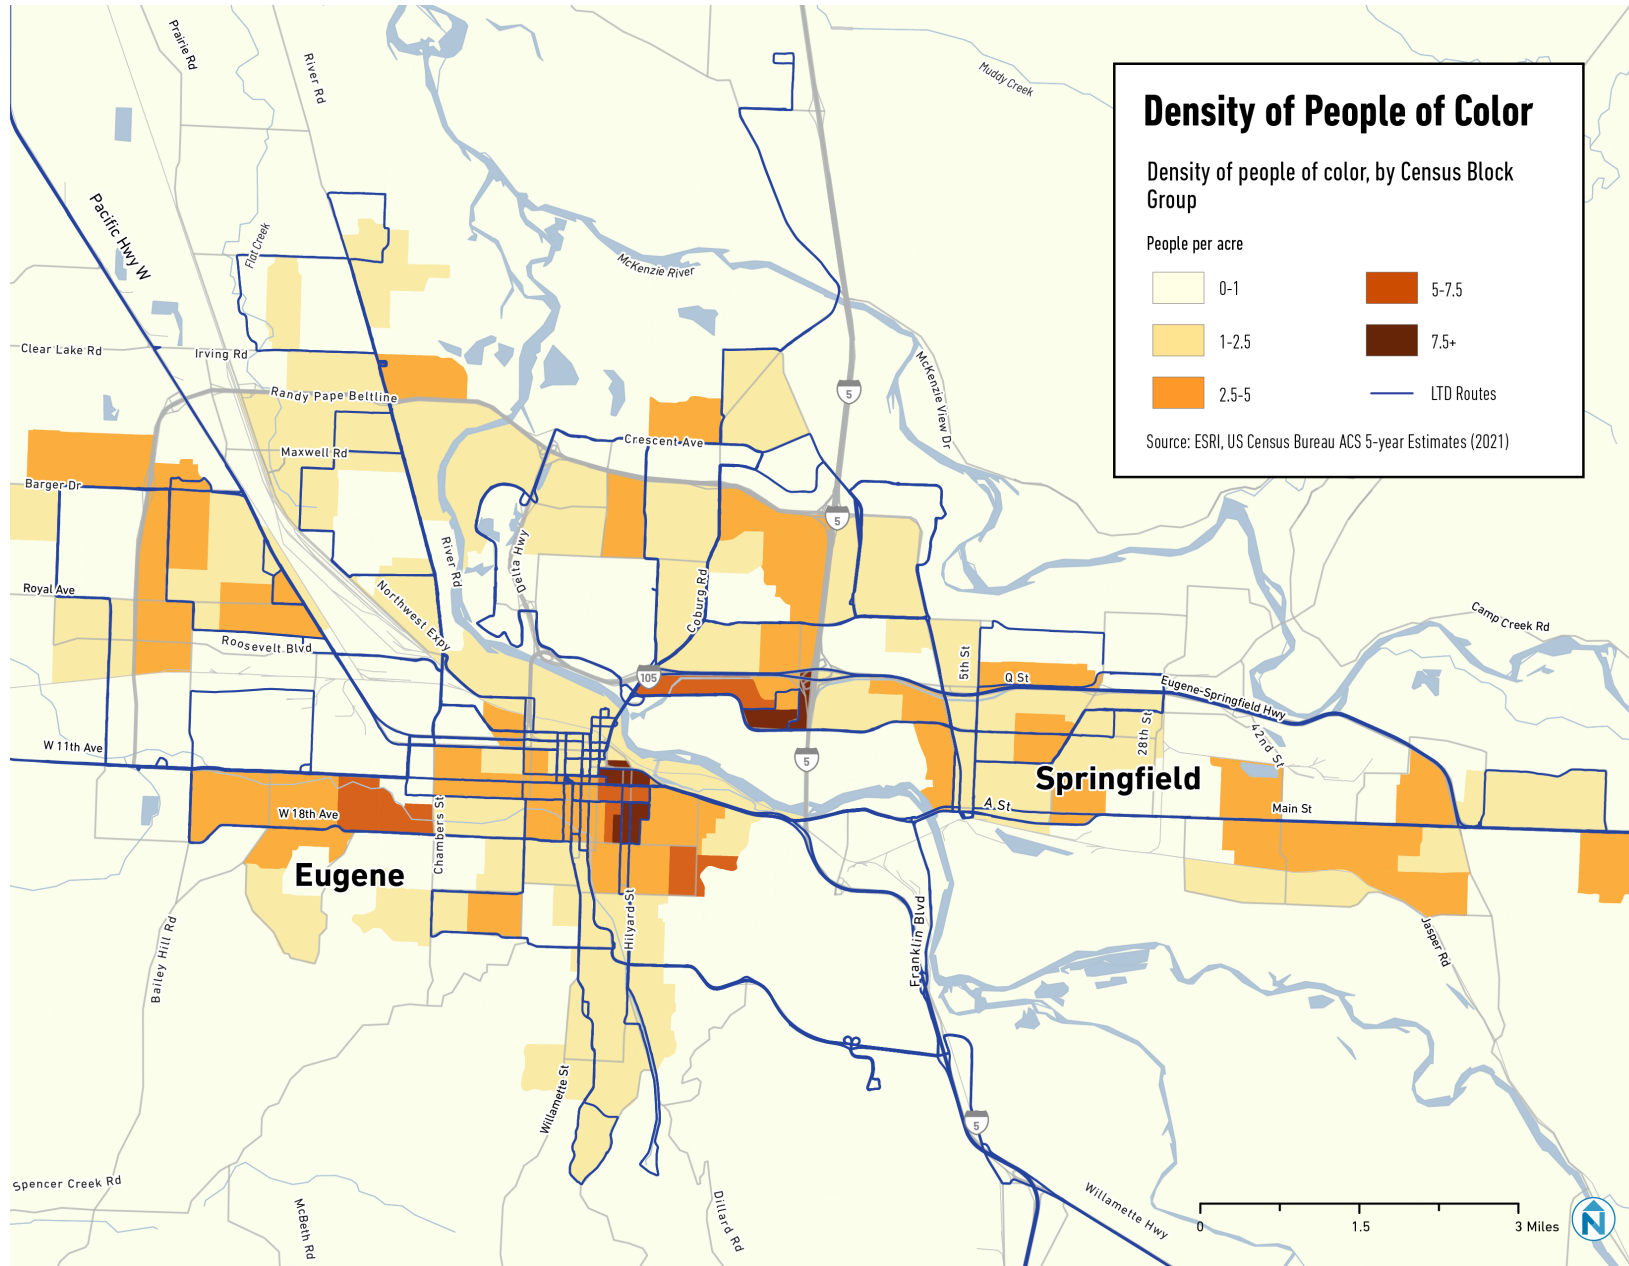 Density of People of Color
Density of people of color, by Census Block
Group
People per acre
0-1
5-7.5
1-2.5
7.5+
2.5-5
LTD Routes
Source: ESRI, US Census Bureau ACS 5-year Estimates (2021)
Prairie Rd
River Rd
Muddy Creek
Pacific Hwy W
Flat Creek
McKenzie River
Clear Lake Rd
Irving Rd
McKenzie View Dr
Randy Pape Beltline
5
Crescent Ave
Maxwell Rd
Barger Dr
5
River Rd
Delta Hwy
Royal Ave
Northwest Expy
Coburg Rd
Camp Creek Rd
Roosevelt Blvd
5th St
105
Q St
Eugene-Springfield Hwy
28th St
42nd St
W 11th Ave
5
Springfield
A St
Main St
W 18th Ave
Chambers St
Eugene
Hilyard St
Franklin Blvd
Bailey Hill Rd
Jasper Rd
Willamette St
5
Spencer Creek Rd
McBeth Rd
Dillard Rd
Willamette Hwy
0
1.5
3 Miles
N